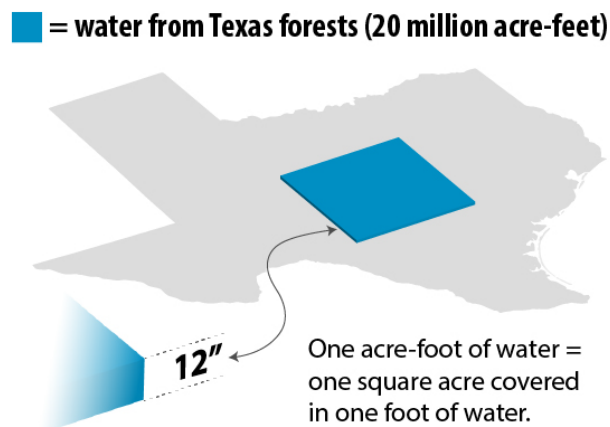 = water from Texas forests (20 million acre-feet)
12”
One acre-foot of water =
one square acre covered
in one foot of water.